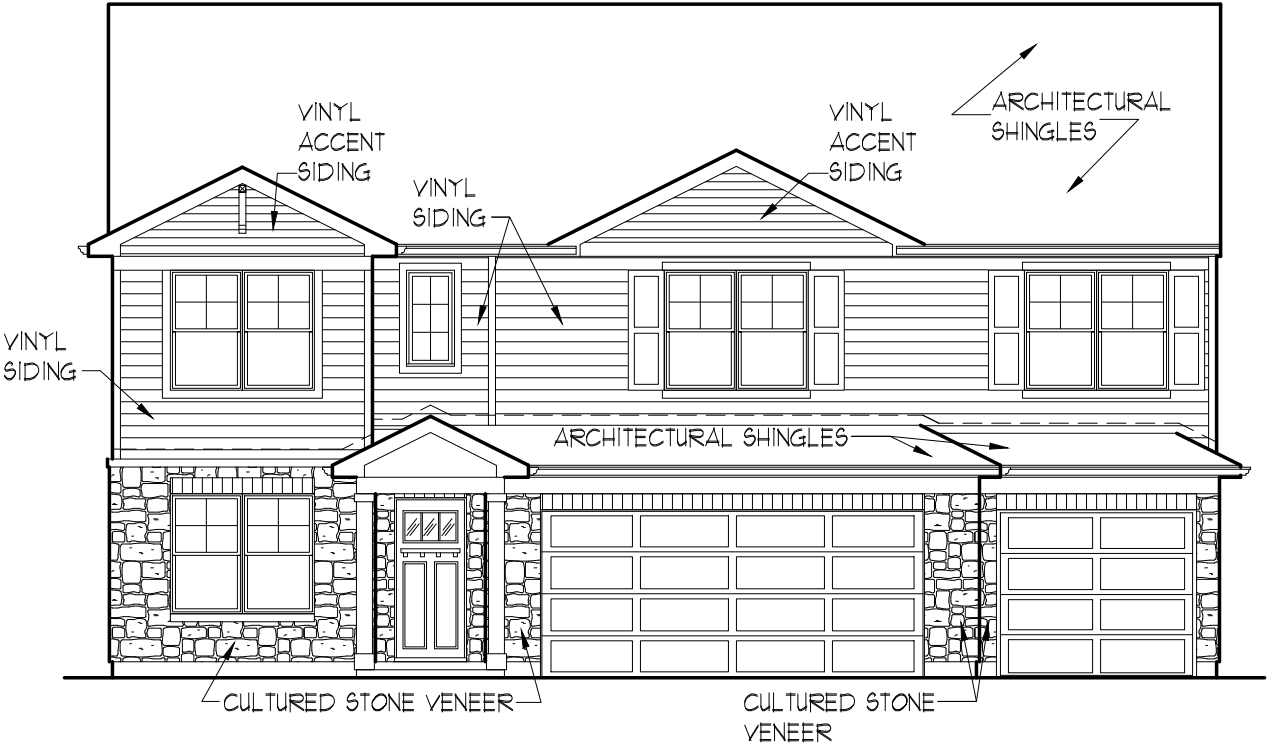 ARCHITECTURAL
SHINGLES
VINYL
ACCENT
SIDING
VINYL
ACCENT
SIDING
VINYL
SIDING
VINYL
SIDING
ARCHITECTURAL SHINGLES
CULTURED STONE VENEER
CULTURED STONE
VENEER